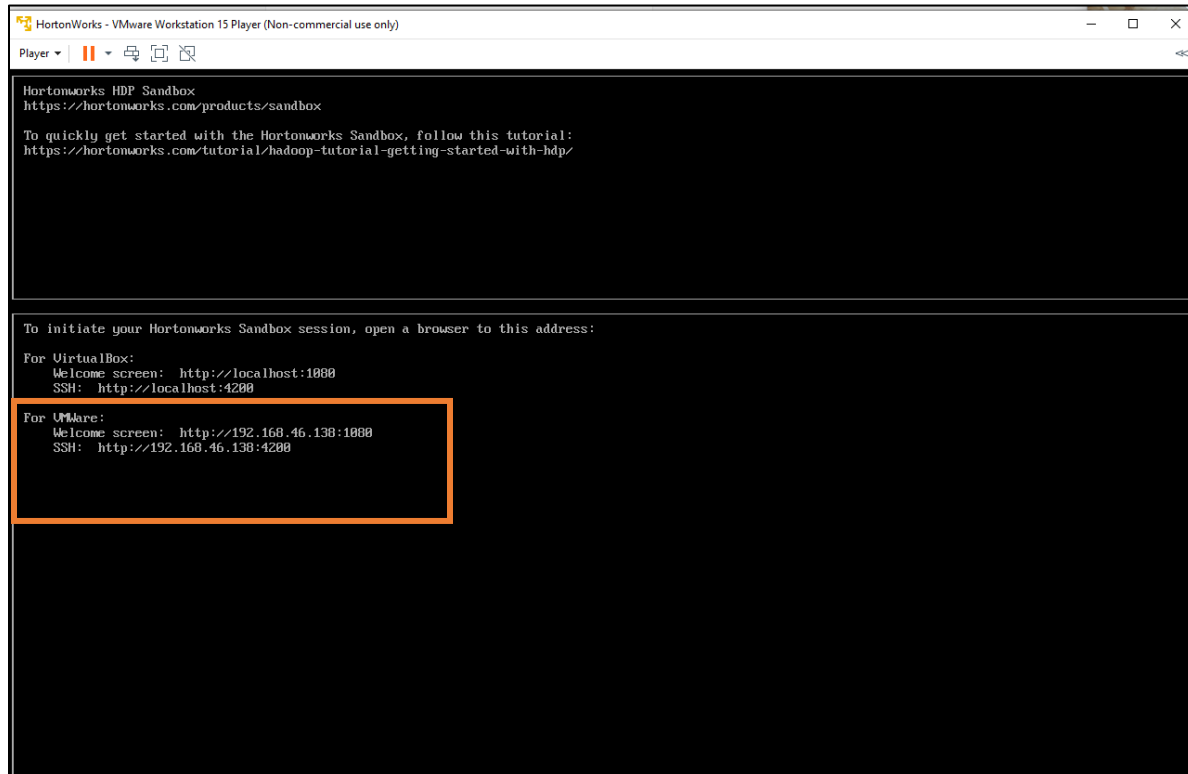 HortonWorks - VMware Workstation 15 Player (Non-commercial use only)
Player
Hortonworks HDP Sandbox
https://hortonworks.com/products/sandbox
To quickly get started with the Hortonworks Sandbox, follow this tutorial:
https://hortonworks.com/tutorial/hadoop-tutorial-getting-started-with-hdp/
To initiate your Hortonworks Sandbox session, open a browser to this address:
For VirtualBox:
Welcome screen: http://localhost:1080
SSH: http://localhost:4200
For VMWare:
Welcome screen: http://192.168.46.138:1080
SSH: http://192.168.46.138:4200